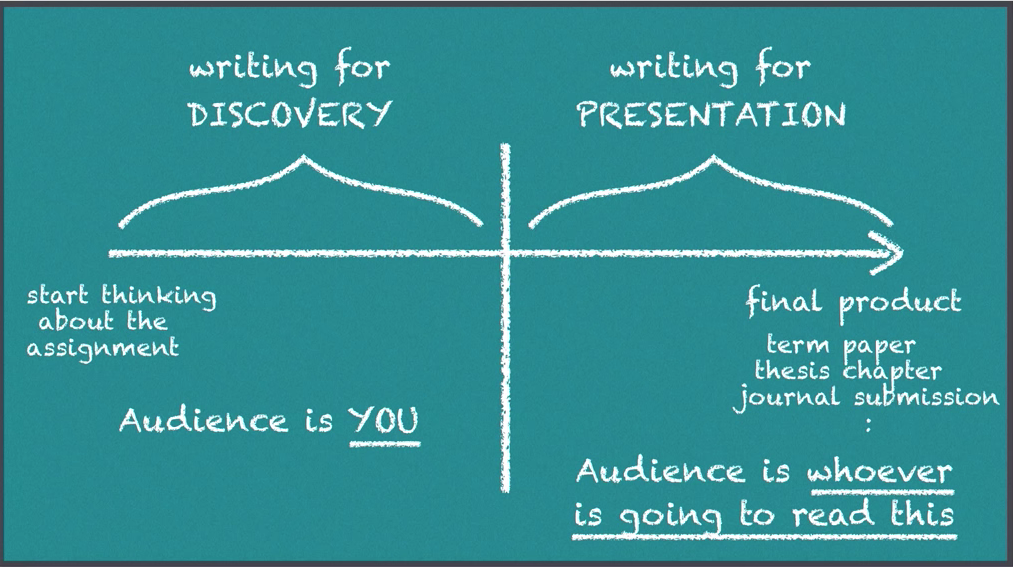 writing for
DISCOVERY
writing for
PRESENTATION
start thinking
about the
assignment
Audience is YOU
final product
term paper
thesis chapter
journal submission
:
Audience is whoever
is going to read this